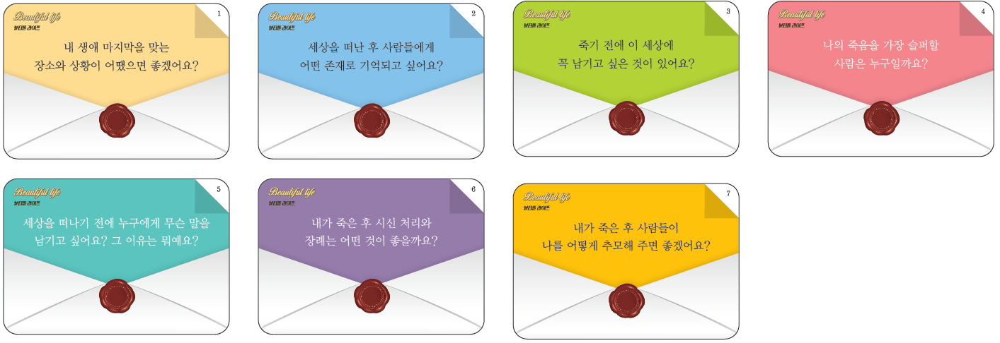 Beautiful life
뷰티풀 라이프
1
내 생애 마지막을 맞는
장소와 상황이 어땠으면 좋겠어요?
Beautiful life
뷰티풀 라이프
2
세상을 떠난 후 사람들에게
어떤 존재로 기억되고 싶어요?
Beautiful life
뷰티풀 라이프
3
죽기 전에 이 세상에
꼭 남기고 싶은 것이 있어요?
Beautiful life
뷰티풀 라이프
4
나의 죽음을 가장 슬퍼할
사람은 누구일까요?
Beautiful life
뷰티풀 라이프
5
세상을 떠나기 전에 누구에게 무슨 말을
남기고 싶어요? 그 이유는 뭐예요?
Beautiful life
뷰티풀 라이프
6
내가 죽은 후 시신 처리와
장례는 어떤 것이 좋을까요?
Beautiful life
뷰티풀 라이프
7
내가 죽은 후 사람들이
나를 어떻게 추모해 주면 좋겠어요?